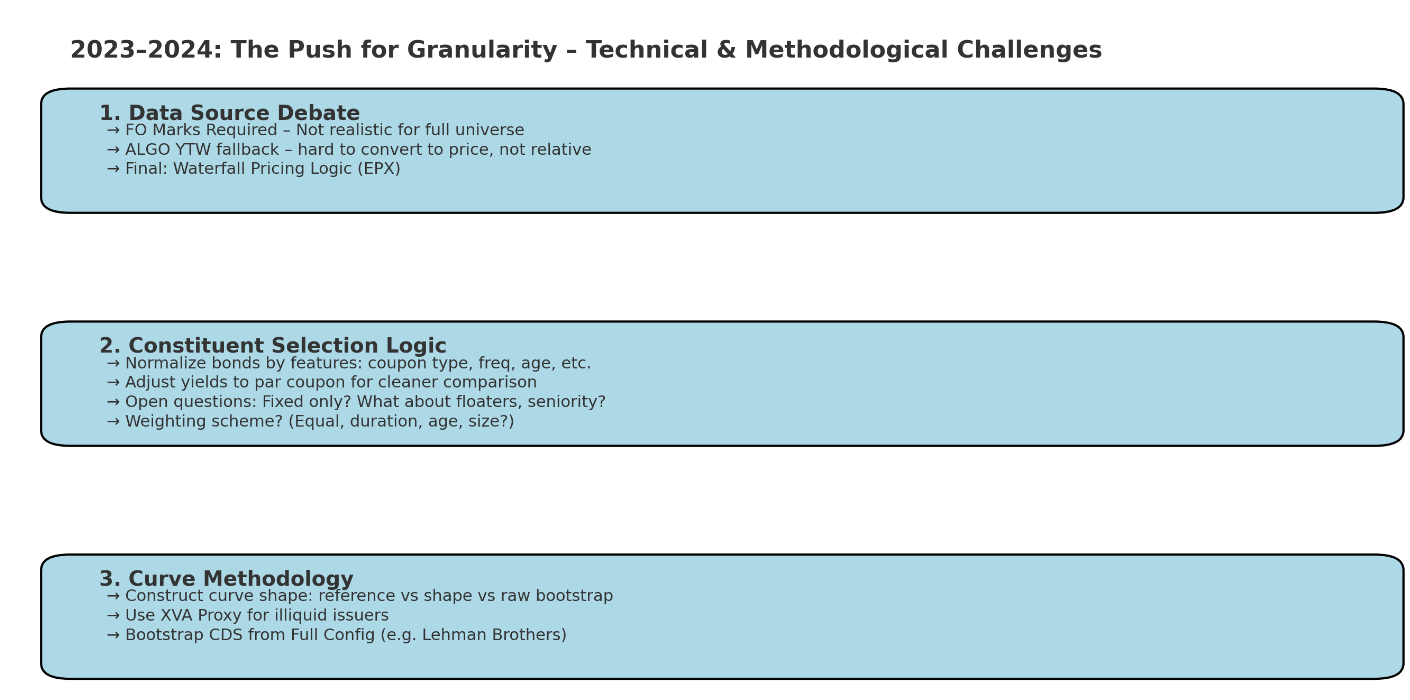 2023–2024: The Push for Granularity – Technical & Methodological Challenges
1. Data Source Debate
→ FO Marks Required – Not realistic for full universe
→ ALGO YTW fallback – hard to convert to price, not relative
→ Final: Waterfall Pricing Logic (EPX)
2. Constituent Selection Logic
→ Normalize bonds by features: coupon type, freq, age, etc.
→ Adjust yields to par coupon for cleaner comparison
→ Open questions: Fixed only? What about floaters, seniority?
→ Weighting scheme? (Equal, duration, age, size?)
3. Curve Methodology
→ Construct curve shape: reference vs shape vs raw bootstrap
→ Use XVA Proxy for illiquid issuers
→ Bootstrap CDS from Full Config (e.g. Lehman Brothers)